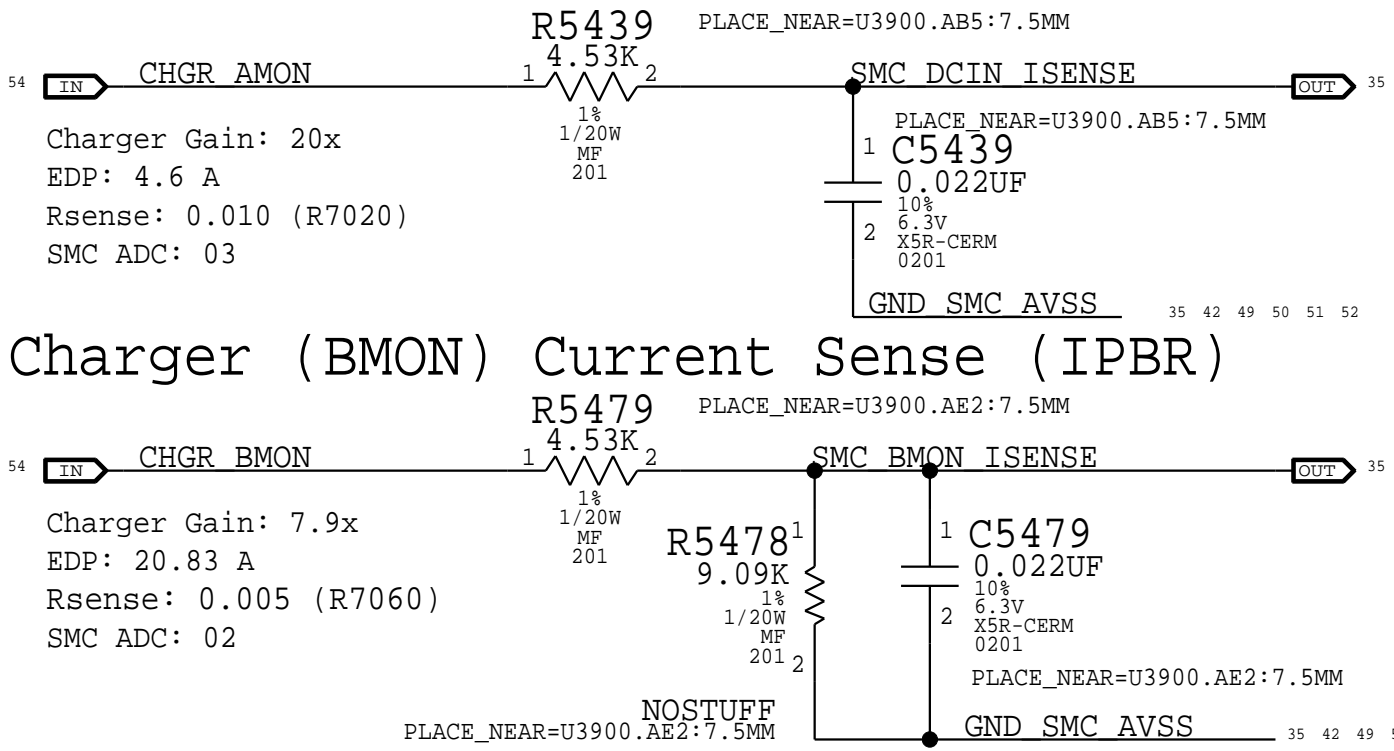 R5439
PLACE_NEAR=U3900.AB5:7.5MM
4.53K
54 IN CHGR_AMON 1 2 SMC_DCIN_ISENSE OUT 35
1%
1/20W
MF
201
Charger Gain: 20x
EDP: 4.6 A
Rsense: 0.010 (R7020)
SMC ADC: 03
PLACE_NEAR=U3900.AB5:7.5MM
1 C5439
0.022UF
10%
6.3V
2 X5R-CERM
0201
GND_SMC_AVSS 35 42 49 50 51 52
Charger (BMON) Current Sense (IPBR)
R5479
PLACE_NEAR=U3900.AE2:7.5MM
4.53K
54 IN CHGR_BMON 1 2 SMC_BMON_ISENSE OUT 35
1%
1/20W
MF
201
Charger Gain: 7.9x
EDP: 20.83 A
Rsense: 0.005 (R7060)
SMC ADC: 02
R5478 1
9.09K
1%
1/20W
MF
201 2
NOSTUFF
PLACE_NEAR=U3900.AE2:7.5MM
1 C5479
0.022UF
10%
6.3V
2 X5R-CERM
0201
PLACE_NEAR=U3900.AE2:7.5MM
GND_SMC_AVSS 35 42 49